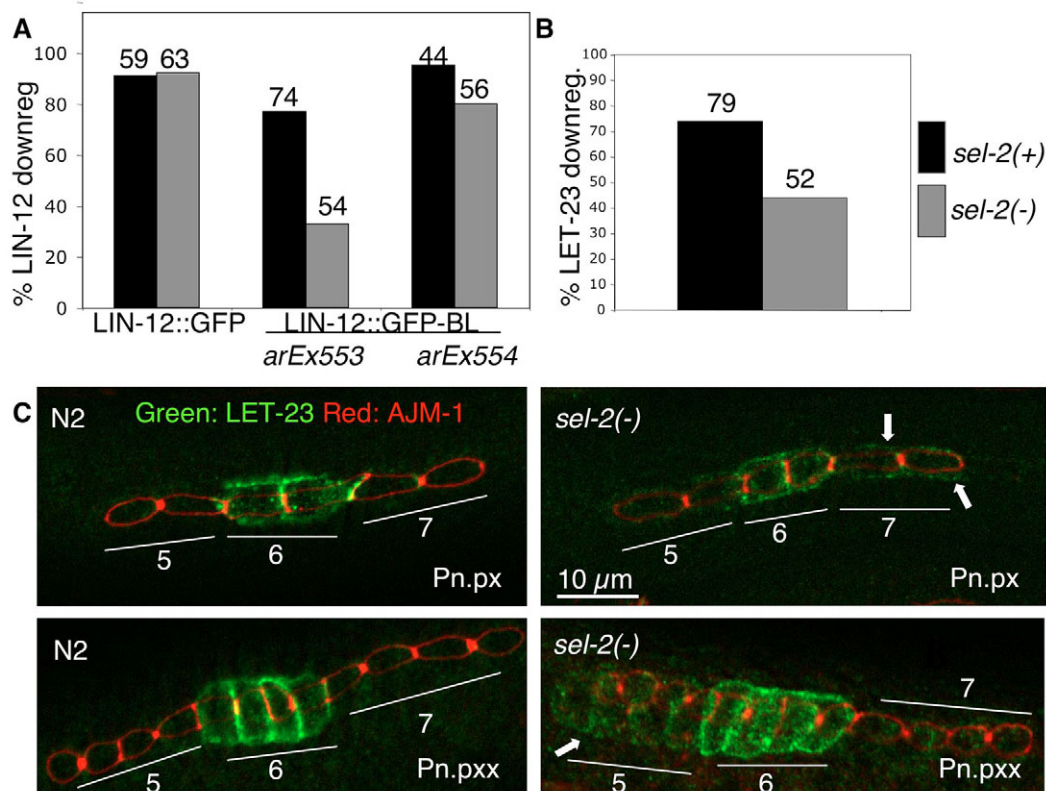 A
% LIN-12 downreg
100
80
60
40
20
0
59 63
74
54
44
56
LIN-12::GFP
LIN-12::GFP-BL
arEx553
arEx554
B
% LET-23 downreg.
100
90
80
70
60
50
40
30
20
10
0
79
52
sel-2(+)
sel-2(-)
C
N2
Green: LET-23 Red: AJM-1
5
6
7
Pn.px
sel-2(-)
5
6
7
10 µm
Pn.px
N2
5
6
7
Pn.pxx
sel-2(-)
7
5
6
Pn.pxx